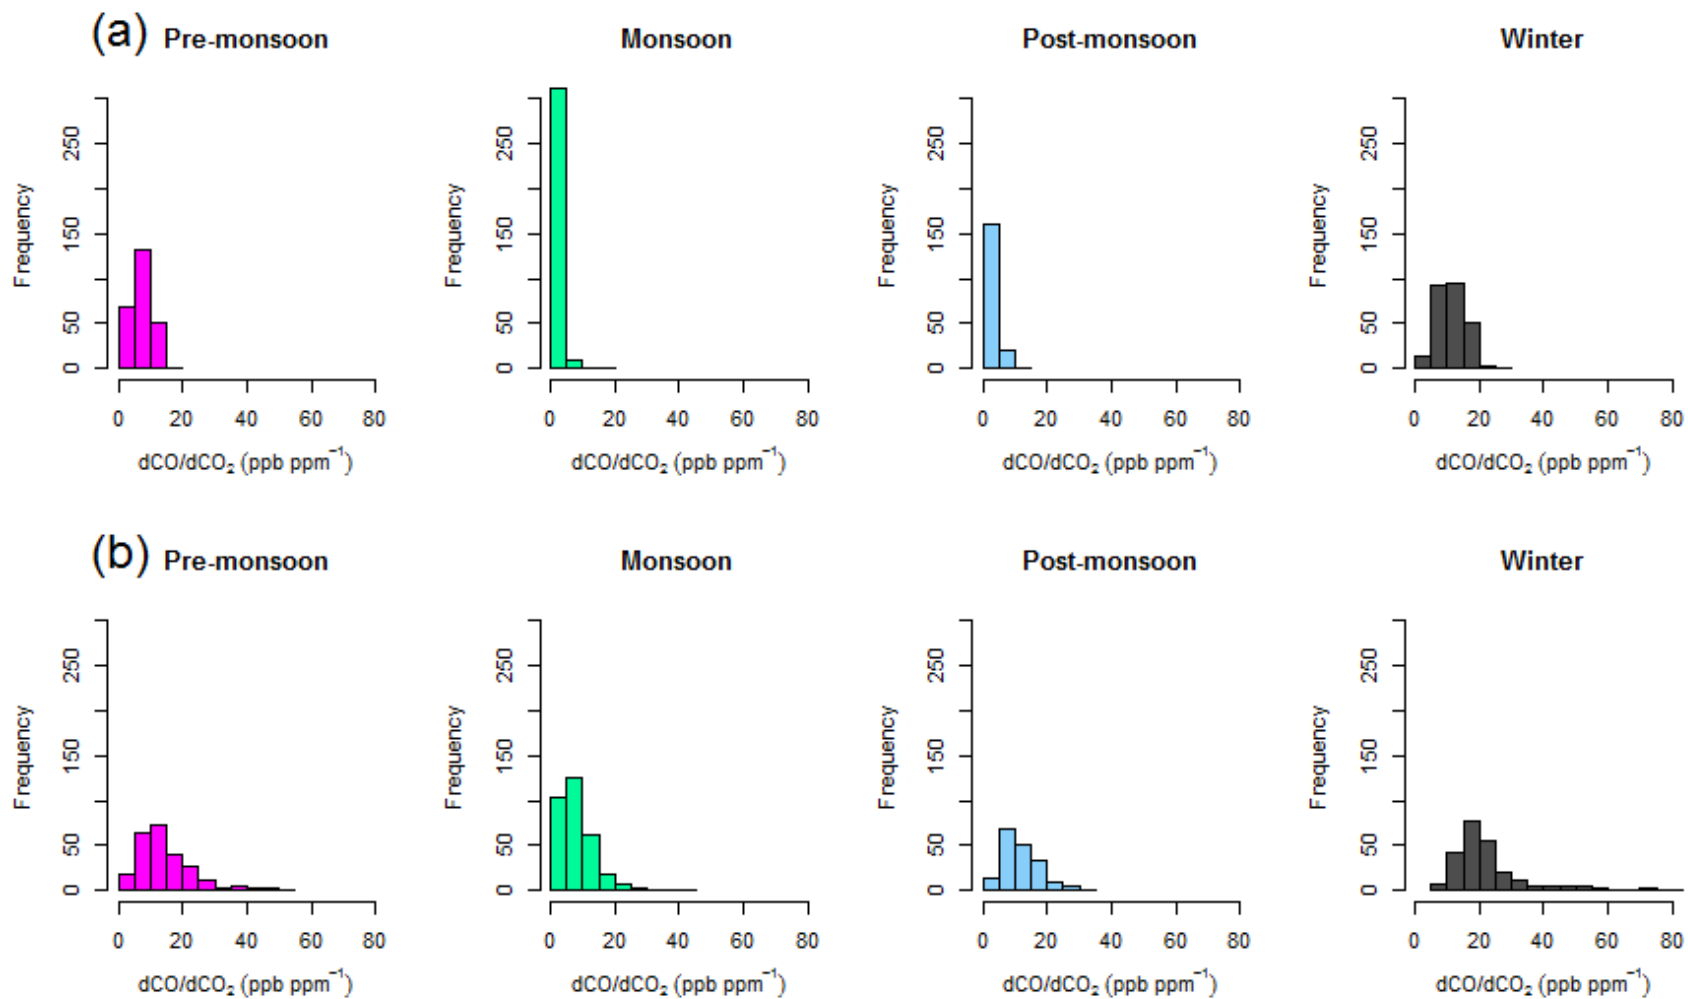 (a) Pre-monsoon Monsoon Post-monsoon Winter
Frequency Frequency Frequency Frequency
250 250 250 250
150 150 150 150
50 50 50 50
0 0 0 0
0 20 40 60 80 0 20 40 60 80 0 20 40 60 80 0 20 40 60 80
dCO/dCO₂ (ppb ppm⁻¹) dCO/dCO₂ (ppb ppm⁻¹) dCO/dCO₂ (ppb ppm⁻¹) dCO/dCO₂ (ppb ppm⁻¹)
(b) Pre-monsoon Monsoon Post-monsoon Winter
Frequency Frequency Frequency Frequency
250 250 250 250
150 150 150 150
50 50 50 50
0 0 0 0
0 20 40 60 80 0 20 40 60 80 0 20 40 60 80 0 20 40 60 80
dCO/dCO₂ (ppb ppm⁻¹) dCO/dCO₂ (ppb ppm⁻¹) dCO/dCO₂ (ppb ppm⁻¹) dCO/dCO₂ (ppb ppm⁻¹)